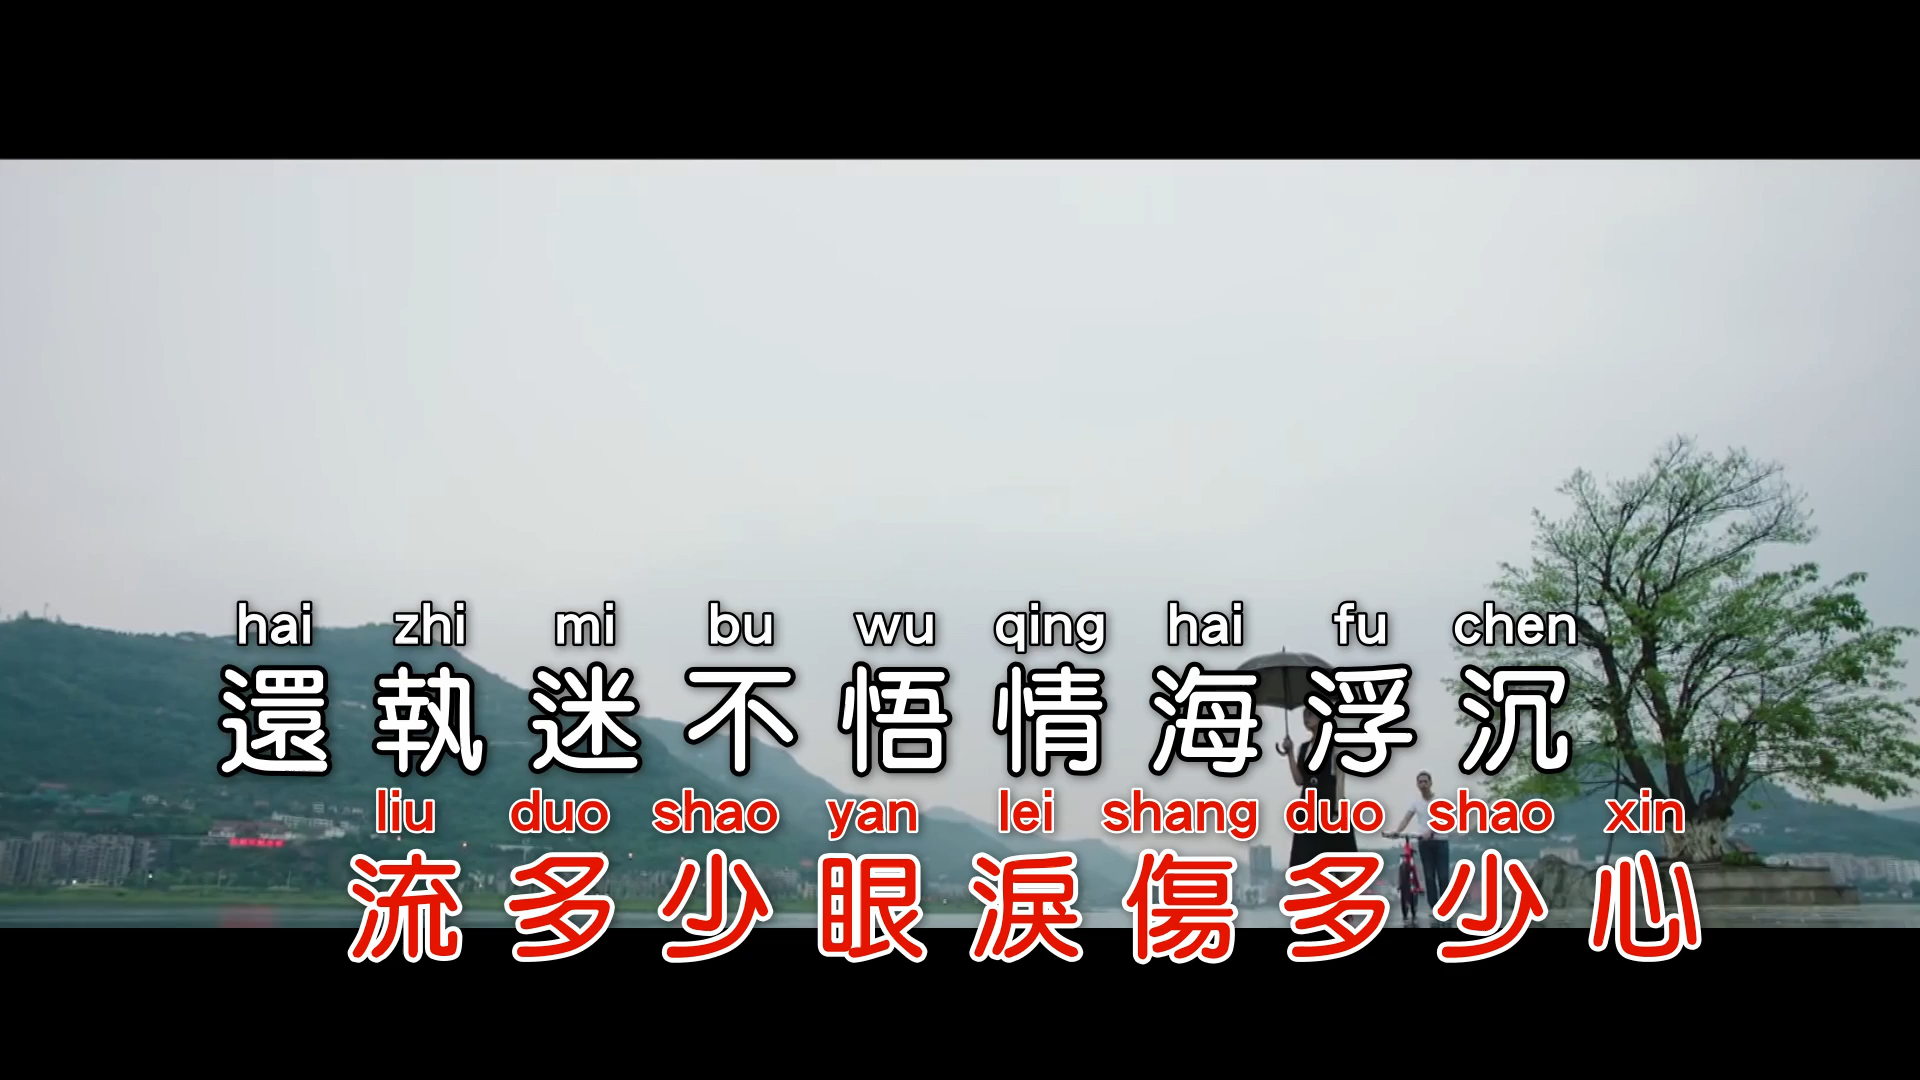 hai zhi mi bu wu qing hai fu chen
還執迷不悟情海浮沉
liu duo shao yan lei shang duo shao xin
流多少眼淚傷多少心